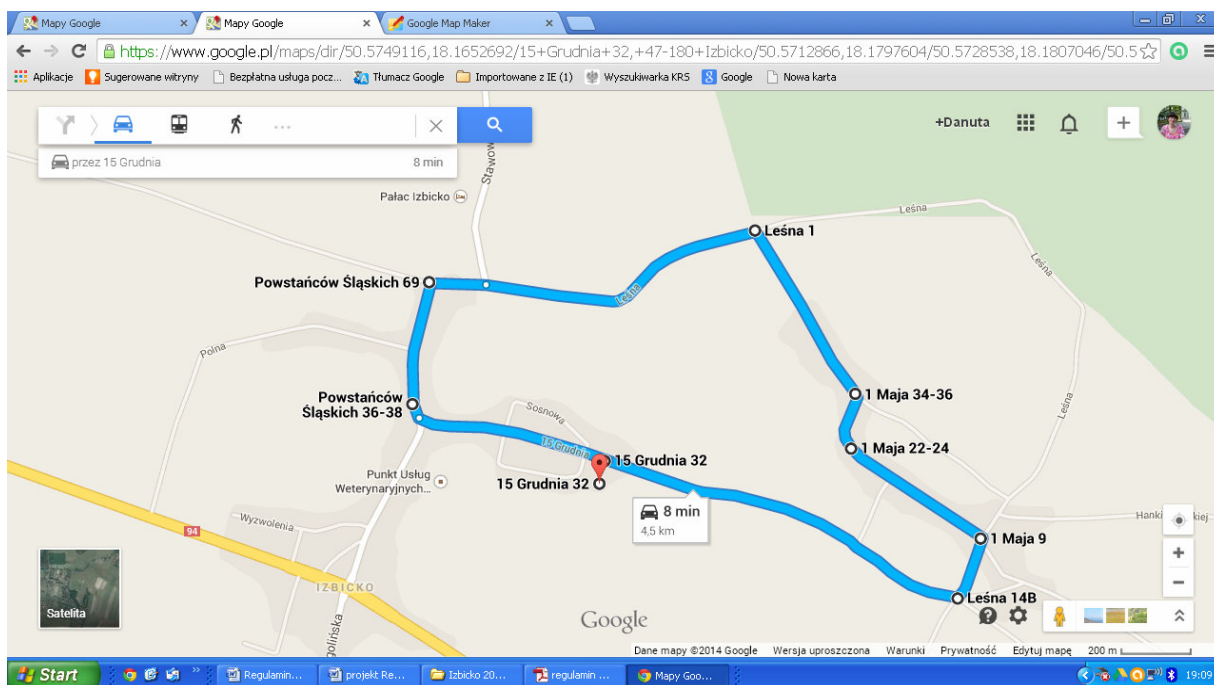 Mapy Google
Mapy Google
Google Map Maker
https://www.google.pl/maps/dir/50.5749116,18.1652692/15+Grudnia+32,+47-180+Izbicko/50.5712866,18.1797604/50.5728538,18.1807046/50.5
Aplikacje
Sugerowane witryny
Bezpłatna usługa pocz...
Tłumacz Google
Importowane z IE (1)
Wyszukiwarka KRS
Google
Nowa karta
+Danuta
przez 15 Grudnia
8 min
Stawow
Pałac Izbicko
Leśna
Leśna 1
Leśna
Powstańców Śląskich 69
Leśna
Polna
Powstańców
Śląskich 36-38
Sosnowa
1 Maja 34-36
Leśna
15 Grudnia
15 Grudnia 32
1 Maja 22-24
Punkt Usług
Weterynaryjnych...
15 Grudnia 32
8 min
4,5 km
Wyzwolenia
94
Hanki
kiej
1 Maja 9
IZBICKO
Leśna 14B
Satelita
Google
golińska
Dane mapy ©2014 Google
Wersja uproszczona
Warunki
Prywatność
Edytuj mapę
200 m
Start
Regulamin...
projekt Re...
Izbicko 20...
regulamin ...
Mapy Goo...
19:09